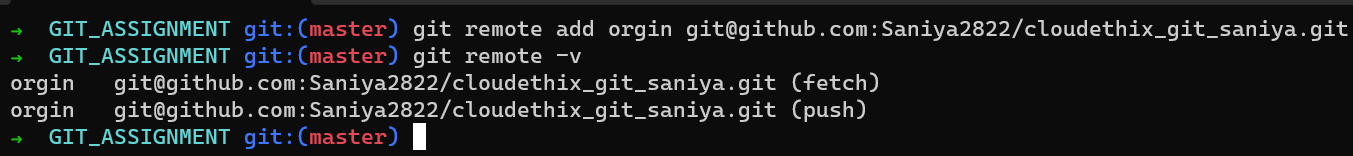 → GIT_ASSIGNMENT git:(master) git remote add orgin git@github.com:Saniya2822/cloudethix_git_saniya.git
→ GIT_ASSIGNMENT git:(master) git remote -v
orgin   git@github.com:Saniya2822/cloudethix_git_saniya.git (fetch)
orgin   git@github.com:Saniya2822/cloudethix_git_saniya.git (push)
→ GIT_ASSIGNMENT git:(master)